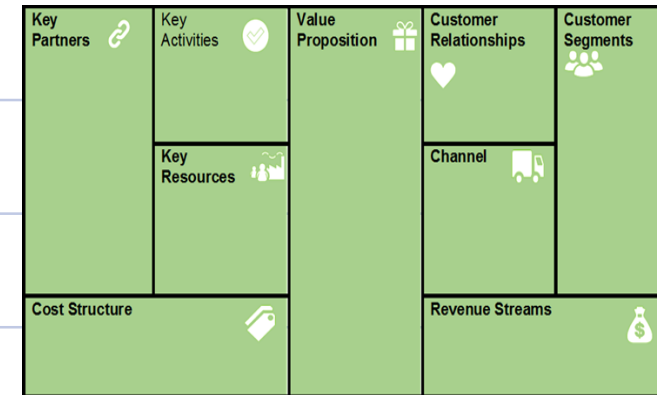 Key
Partners
Key
Activities
Value
Proposition
Customer
Relationships
Customer
Segments
Key
Resources
Channel
Cost Structure
Revenue Streams
$